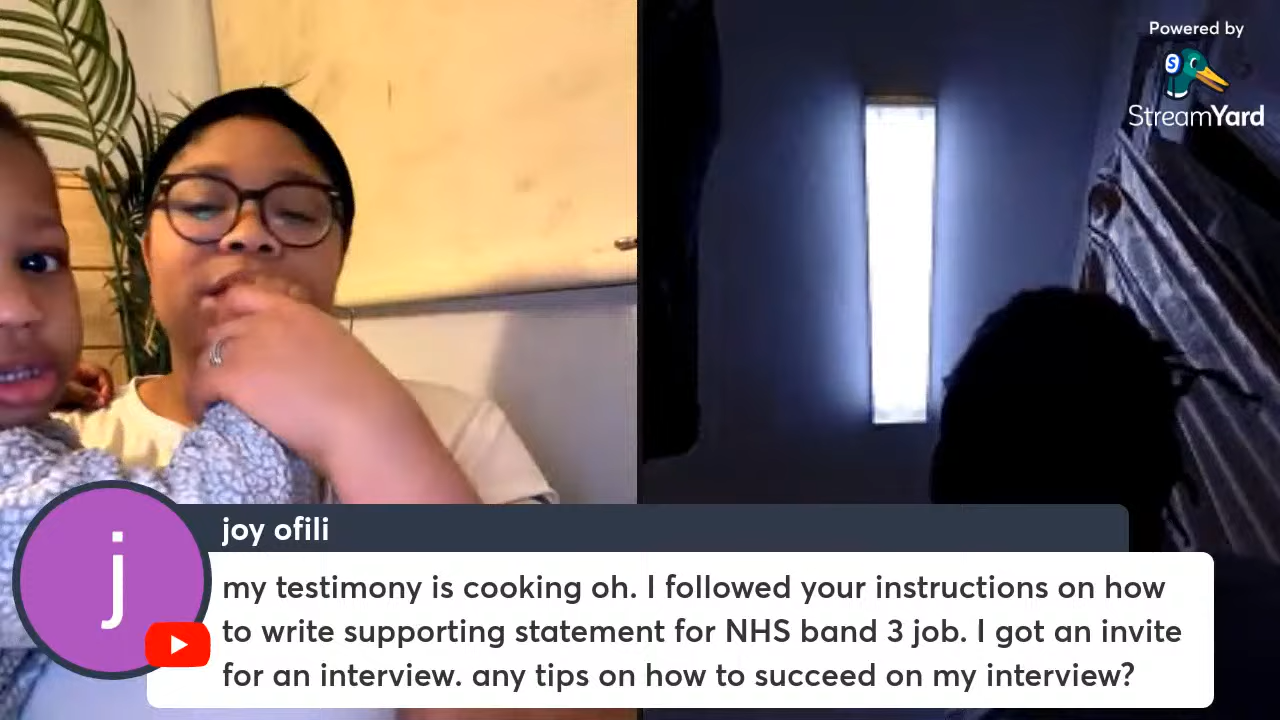 Powered by
S
StreamYard
j
joy ofili
my testimony is cooking oh. I followed your instructions on how
to write supporting statement for NHS band 3 job. I got an invite
for an interview. any tips on how to succeed on my interview?